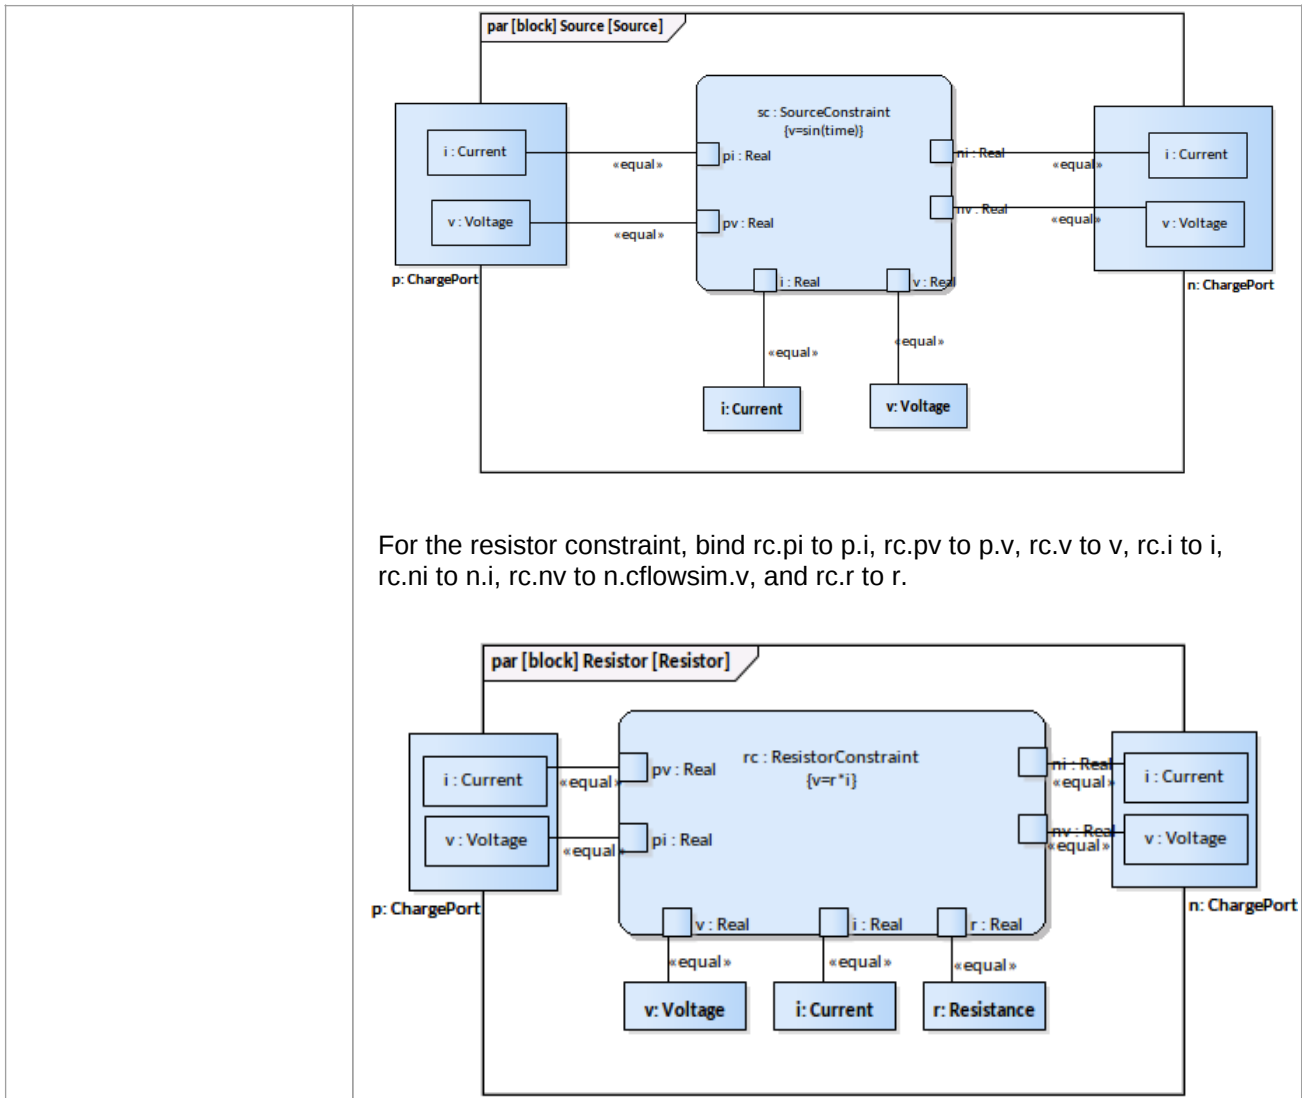 par [block] Source [Source]
sc : SourceConstraint
{v=sin(time)}
i : Current
«equal»
pi : Real
ni : Real
«equal»
i : Current
v : Voltage
«equal»
pv : Real
nv : Real
«equal»
v : Voltage
p: ChargePort
i : Real
v : Real
n: ChargePort
«equal»
«equal»
i: Current
v: Voltage
For the resistor constraint, bind rc.pi to p.i, rc.pv to p.v, rc.v to v, rc.i to i,
rc.ni to n.i, rc.nv to n.cflowsim.v, and rc.r to r.
par [block] Resistor [Resistor]
rc : ResistorConstraint
{v=r*i}
i : Current
«equal»
pv : Real
ni : Real
«equal»
i : Current
v : Voltage
«equal»
pi : Real
nv : Real
«equal»
v : Voltage
p: ChargePort
v : Real
i : Real
r : Real
n: ChargePort
«equal»
«equal»
«equal»
v: Voltage
i: Current
r: Resistance